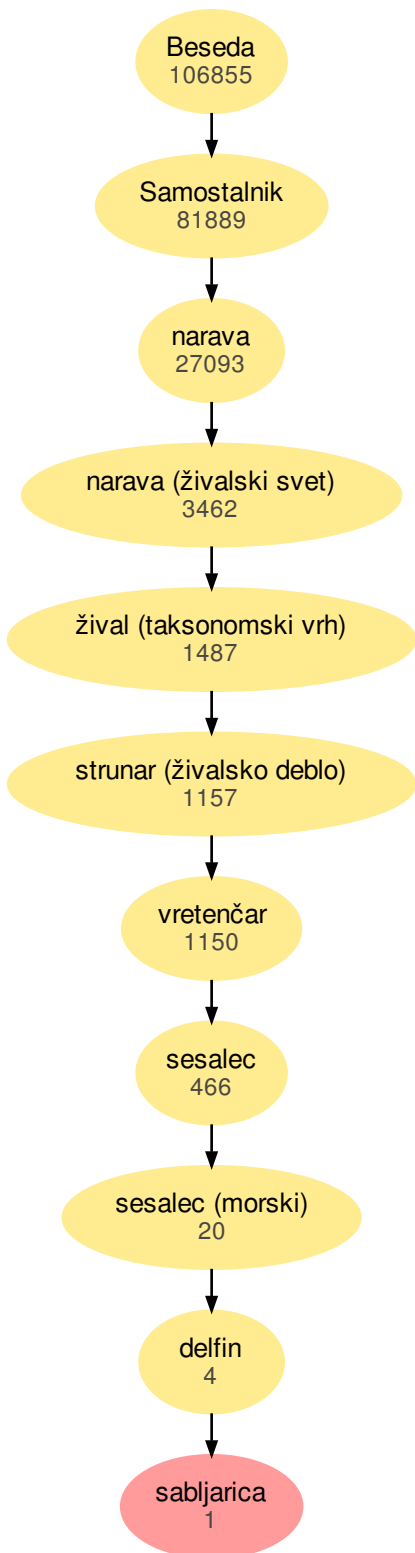 Beseda
106855
Samostalnik
81889
narava
27093
narava (živalski svet)
3462
žival (taksonomski vrh)
1487
strunar (živalsko deblo)
1157
vretenčar
1150
sesalec
466
sesalec (morski)
20
delfin
4
sabljarica
1